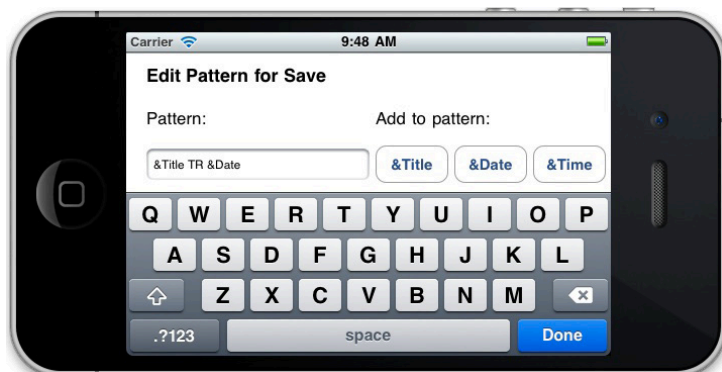 Carrier 9:48 AM
Edit Pattern for Save
Pattern: Add to pattern:
&Title TR &Date &Title &Date &Time
Q W E R T Y U I O P
A S D F G H J K L
Z X C V B N M
.?123 space Done